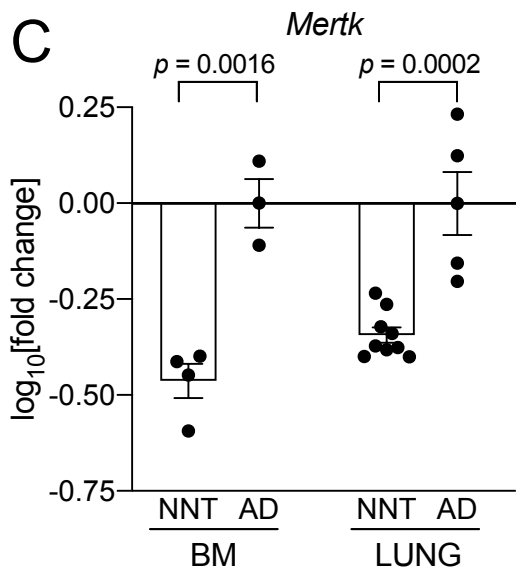 C
Mertk
p = 0.0016 p = 0.0002
log10[fold change]
0.25
0.00
-0.25
-0.50
-0.75
NNT AD NNT AD
BM LUNG